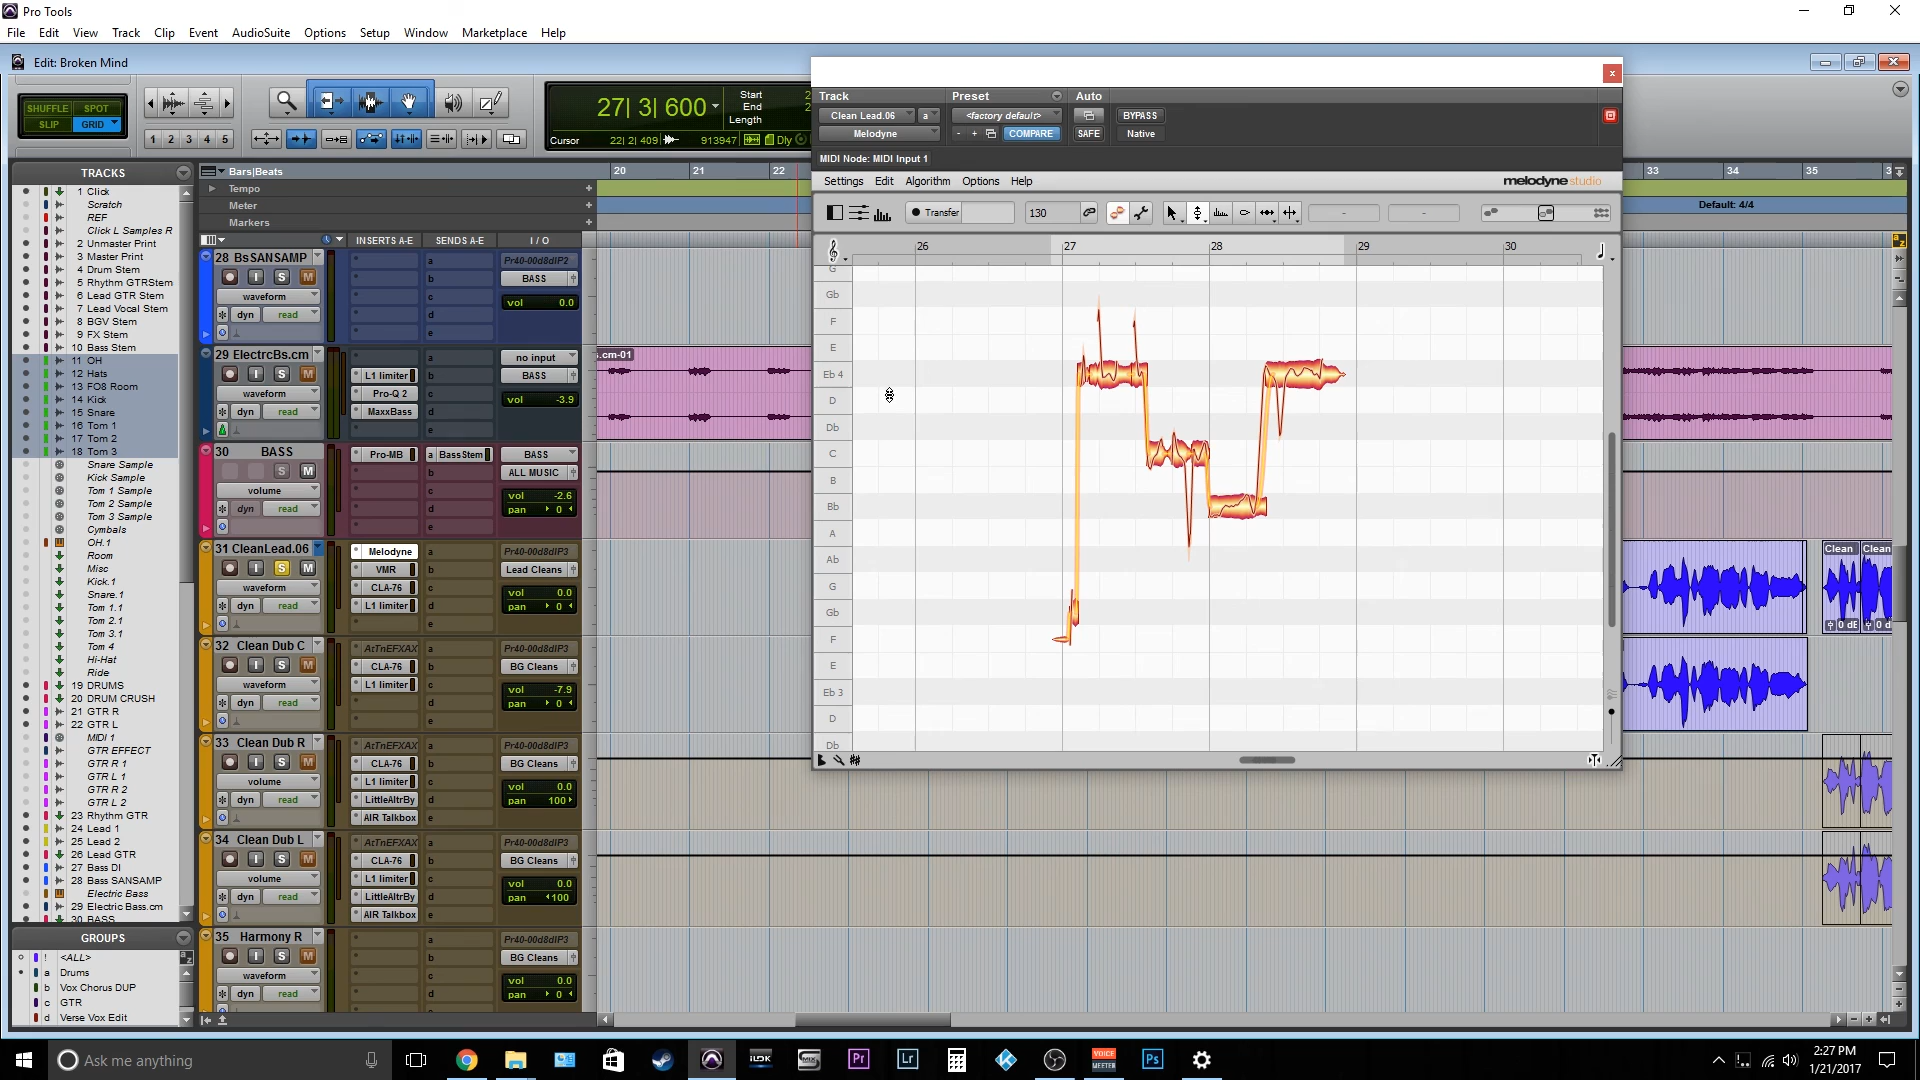 Pro Tools
File Edit View Track Clip Event AudioSuite Options Setup Window Marketplace Help
Edit: Broken Mind
SHUFFLE SPOT
SLIP GRID
1 2 3 4 5
27| 3| 600
Start
End
Length
Cursor 22| 2| 409 913947 Dly
Track Preset Auto
Clean Lead.06 a <factory default> BYPASS
Melodyne - + COMPARE SAFE Native
MIDI Node: MIDI Input 1
Settings Edit Algorithm Options Help
melodyne studio
Transfer 130 - -
26 27 28 29 30
G
Gb
F
E
Eb 4
D
Db
C
B
Bb
A
Ab
G
Gb
F
E
Eb 3
D
Db
TRACKS
1 Click
Scratch
REF
Click L Samples R
2 Unmaster Print
3 Master Print
4 Drum Stem
5 Rhythm GTRStem
6 Lead GTR Stem
7 Lead Vocal Stem
8 BGV Stem
9 FX Stem
10 Bass Stem
11 OH
12 Hats
13 FO8 Room
14 Kick
15 Snare
16 Tom 1
17 Tom 2
18 Tom 3
Snare Sample
Kick Sample
Tom 1 Sample
Tom 2 Sample
Tom 3 Sample
Cymbals
OH.1
Room
Misc
Kick.1
Snare.1
Tom 1.1
Tom 2.1
Tom 3.1
Tom 4
Hi-Hat
Ride
19 DRUMS
20 DRUM CRUSH
21 GTR R
22 GTR L
MIDI 1
GTR EFFECT
GTR R 1
GTR L 1
GTR R 2
GTR L 2
23 Rhythm GTR
24 Lead 1
25 Lead 2
26 Lead GTR
27 Bass DI
28 Bass SANSAMP
Electric Bass
29 Electric Bass.cm
30 BASS
GROUPS
! <ALL>
a Drums
b Vox Chorus DUP
c GTR
d Verse Vox Edit
Bars|Beats
Tempo
Meter
Markers
20 21 22
33 34 35
Default: 4/4
INSERTS A-E SENDS A-E I / O
28 BsSANSAMP
I S M
waveform
dyn read
a
b
c
d
e
Pr40-00d8dIP2
BASS
vol 0.0
29 ElectrcBs.cm
I S M
waveform
dyn read
L1 limiter
Pro-Q 2
MaxxBass
a
b
c
d
e
no input
BASS
vol -3.9
s.cm-01
30 BASS
S M
volume
dyn read
Pro-MB
a BassStem
b
c
d
e
BASS
ALL MUSIC
vol -2.6
pan 0
31 CleanLead.06
I S M
waveform
dyn read
Melodyne
VMR
CLA-76
L1 limiter
a
b
c
d
e
Pr40-00d8dIP3
Lead Cleans
vol 0.0
pan 0
Clean Clean
0 dB 0 d
32 Clean Dub C
I S M
waveform
dyn read
AtTnEFXAX
CLA-76
L1 limiter
a
b
c
d
e
Pr40-00d8dIP3
BG Cleans
vol -7.9
pan 0
33 Clean Dub R
I S M
volume
dyn read
AtTnEFXAX
CLA-76
L1 limiter
LittleAltrBy
AIR Talkbox
a
b
c
d
e
Pr40-00d8dIP3
BG Cleans
vol 0.0
pan 100
34 Clean Dub L
I S M
volume
dyn read
AtTnEFXAX
CLA-76
L1 limiter
LittleAltrBy
AIR Talkbox
a
b
c
d
e
Pr40-00d8dIP3
BG Cleans
vol 0.0
pan 100
35 Harmony R
I S M
waveform
dyn read
a
b
c
d
Pr40-00d8dIP3
BG Cleans
vol 0.0
pan 0
Ask me anything
Pr Lr VOICE MEETER Ps
2:27 PM
1/21/2017